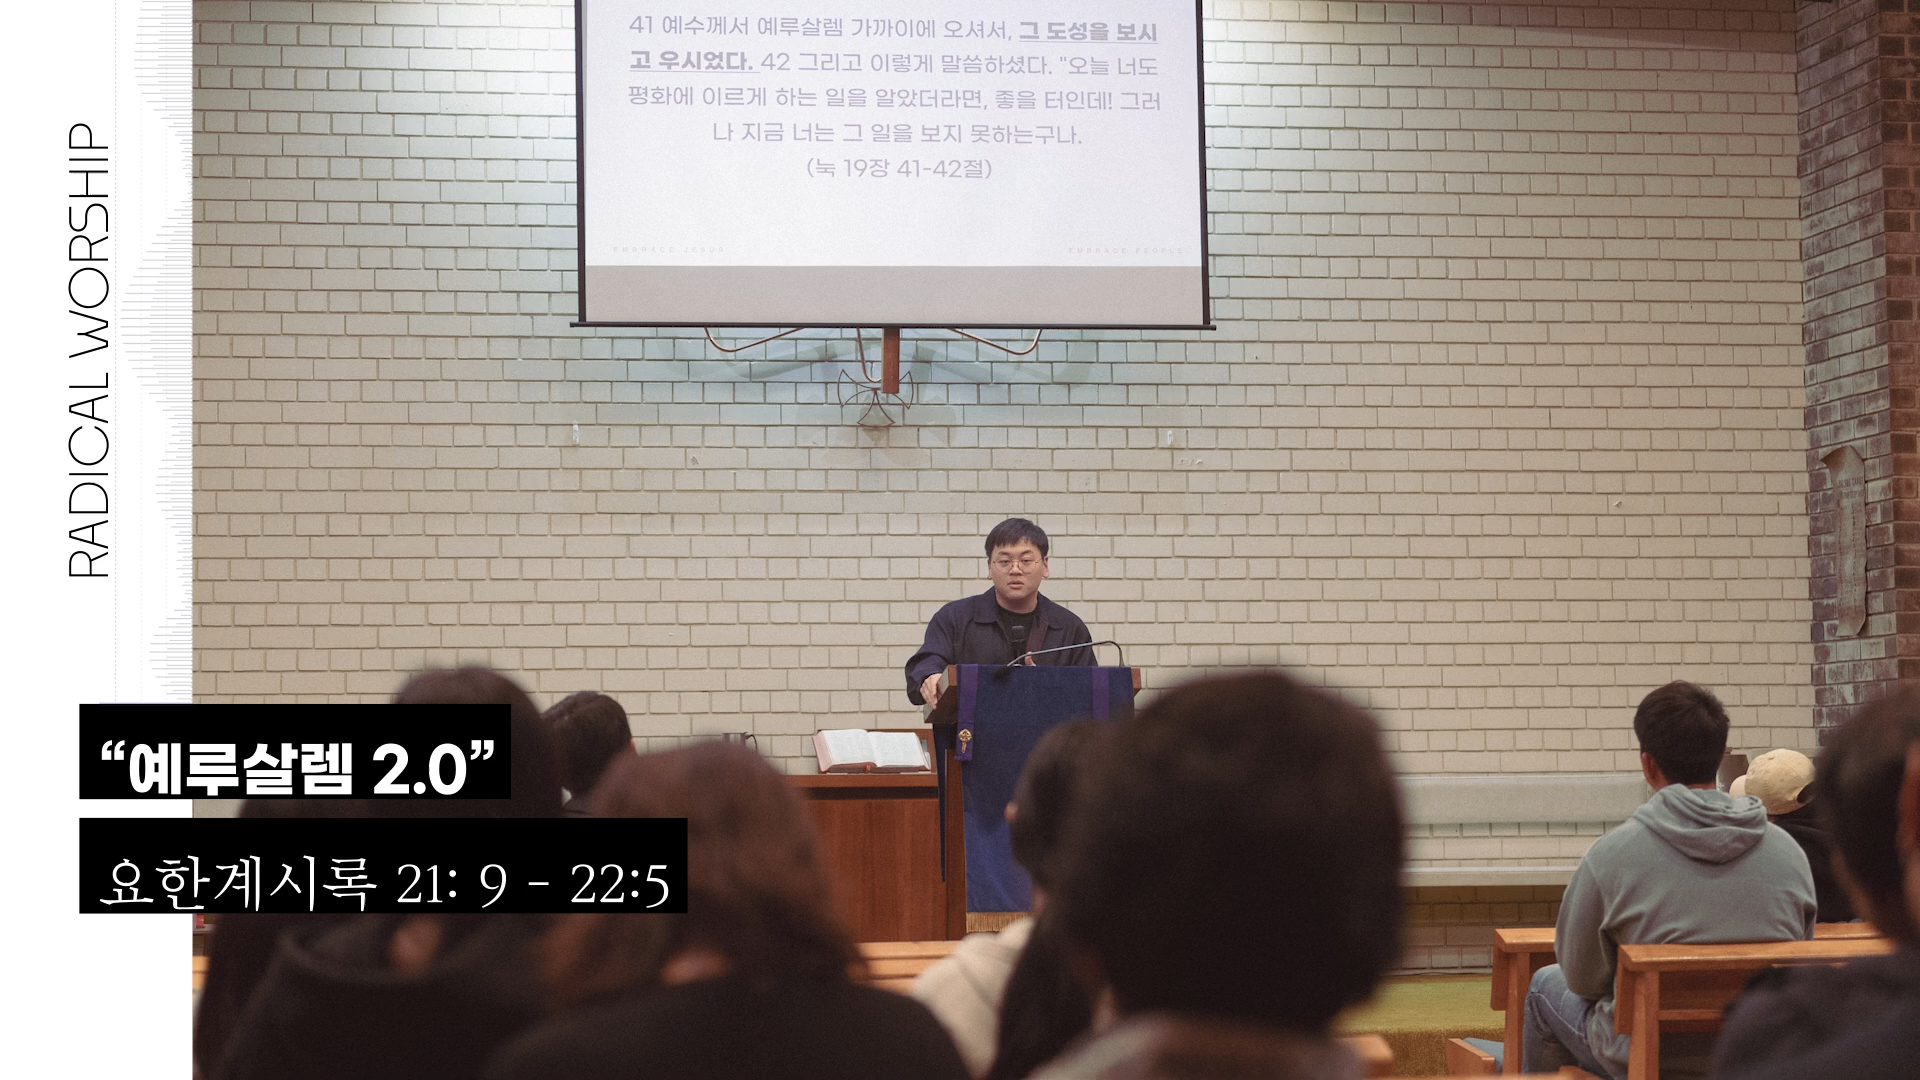 41 예수께서 예루살렘 가까이에 오셔서, 그 도성을 보시
고 우시었다. 42 그리고 이렇게 말씀하셨다. "오늘 너도
평화에 이르게 하는 일을 알았더라면, 좋을 터인데! 그러
나 지금 너는 그 일을 보지 못하는구나.
(눅 19장 41-42절)
EMBRACE JESUS
EMBRACE PEOPLE
RADICAL WORSHIP
“예루살렘 2.0”
요한계시록 21: 9 - 22:5